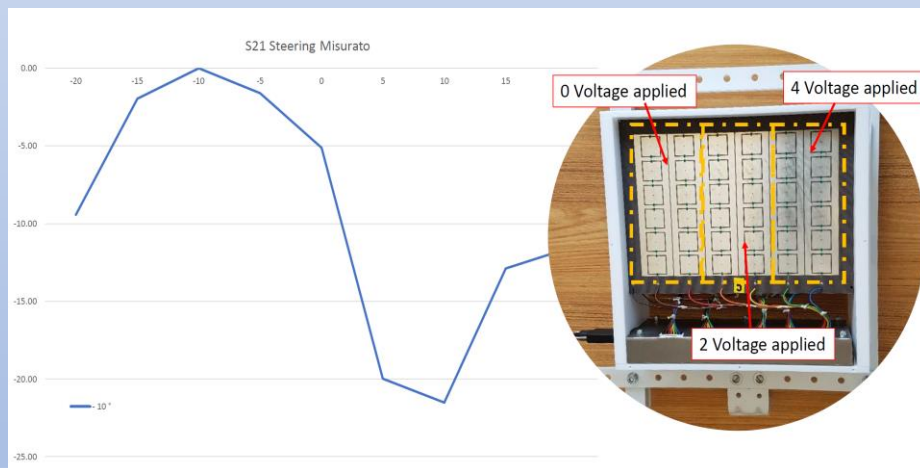 S21 Steering Misurato
0.00
-20 -15 -10 -5 0 5 10 15
-5.00
-10.00
-15.00
-20.00
-25.00
- 10 °
0 Voltage applied
4 Voltage applied
2 Voltage applied